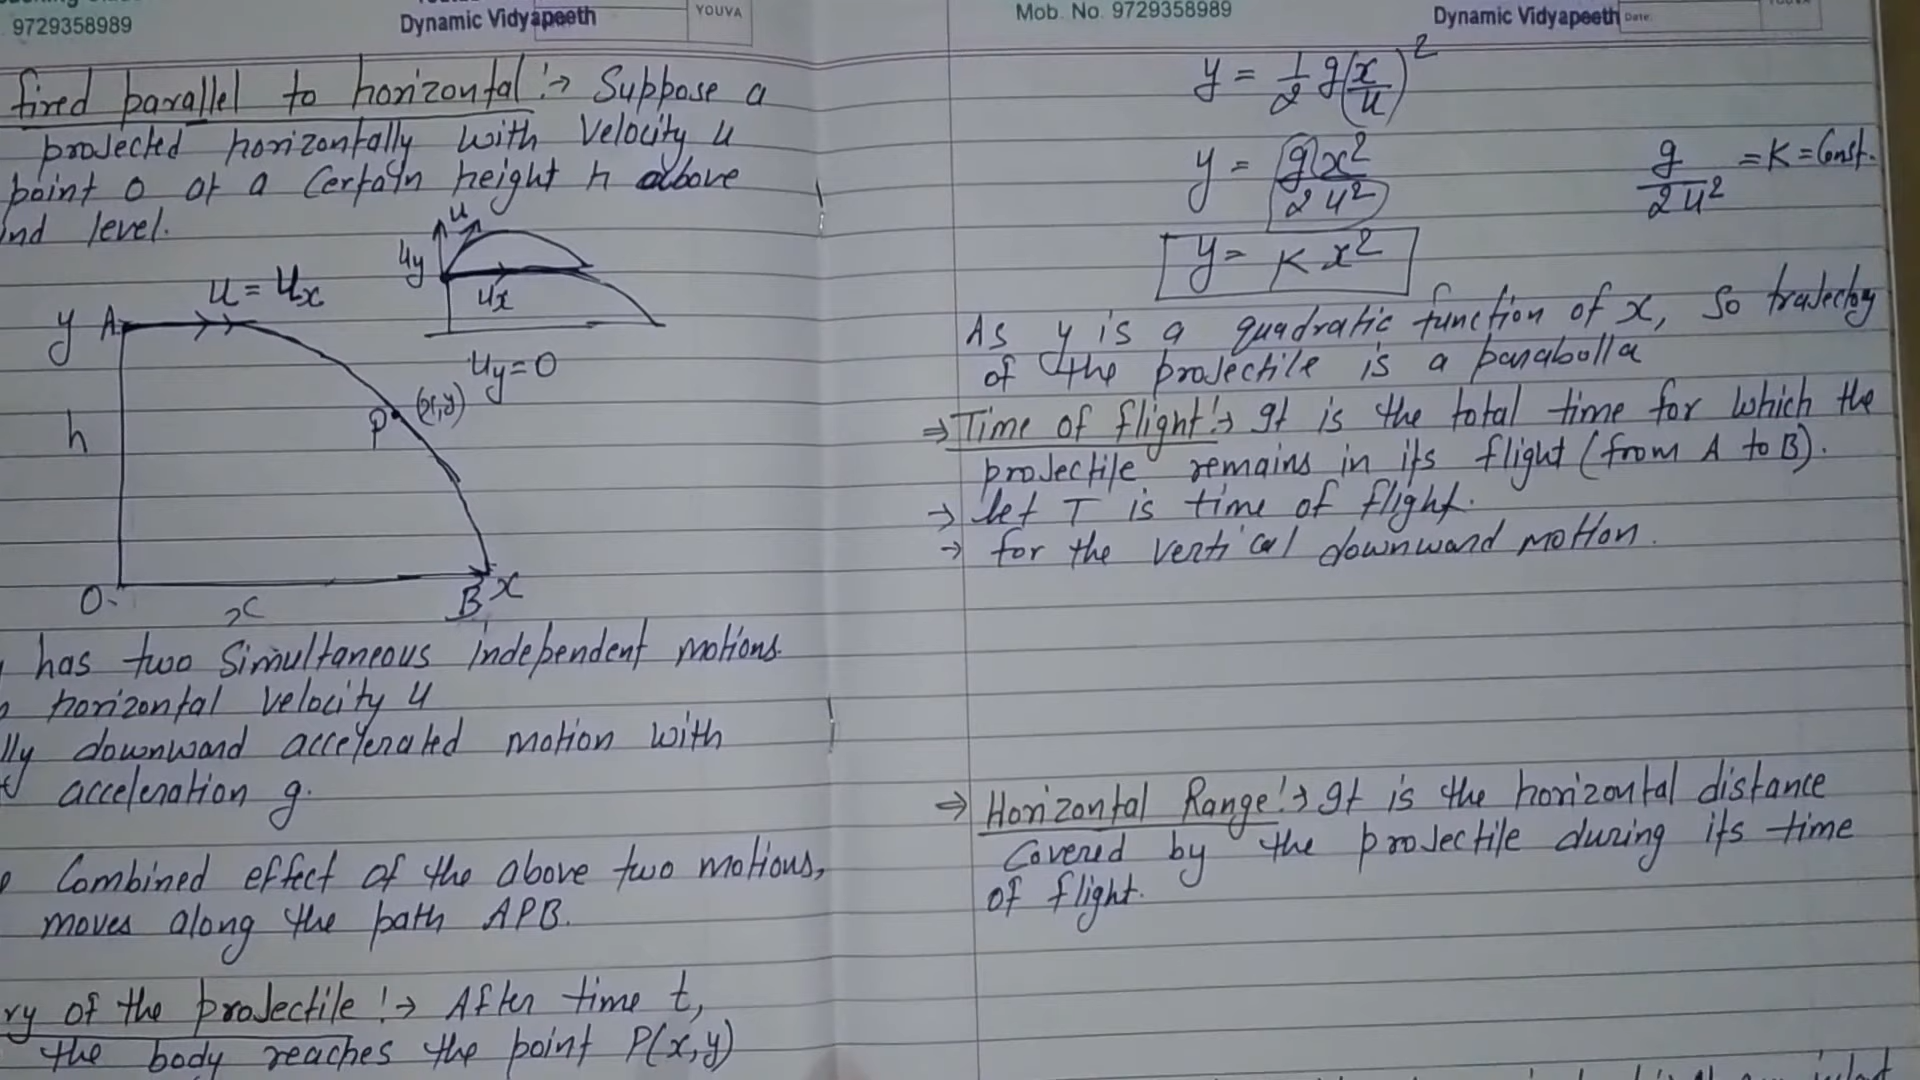 9729358989
Dynamic Vidyapeeth
YOUVA
fired parallel to horizontal :→ Suppose a
projected horizontally with velocity u
point O at a Certain height h above
nd level.
u
uy
ux
u = ux
y A
uy=0
P (x,y)
h
O
x
B x
has two Simultaneous independent motions.
horizontal velocity u
lly downward accelerated motion with
acceleration g.
Combined effect of the above two motions,
moves along the path APB.
ry of the projectile :→ After time t,
the body reaches the point P(x,y)
Mob. No. 9729358989
Dynamic Vidyapeeth
Date:
y = 1/2 g(x/u)²
y = gx²/2u²
g/2u² = K = Const.
y = K x²
As y is a quadratic function of x, so trajectory
of the projectile is a parabolla
⇒ Time of flight :→ It is the total time for which the
projectile remains in its flight (from A to B).
→ let T is time of flight.
→ for the vertical downward motion.
⇒ Horizontal Range :→ It is the horizontal distance
Covered by the projectile during its time
of flight.